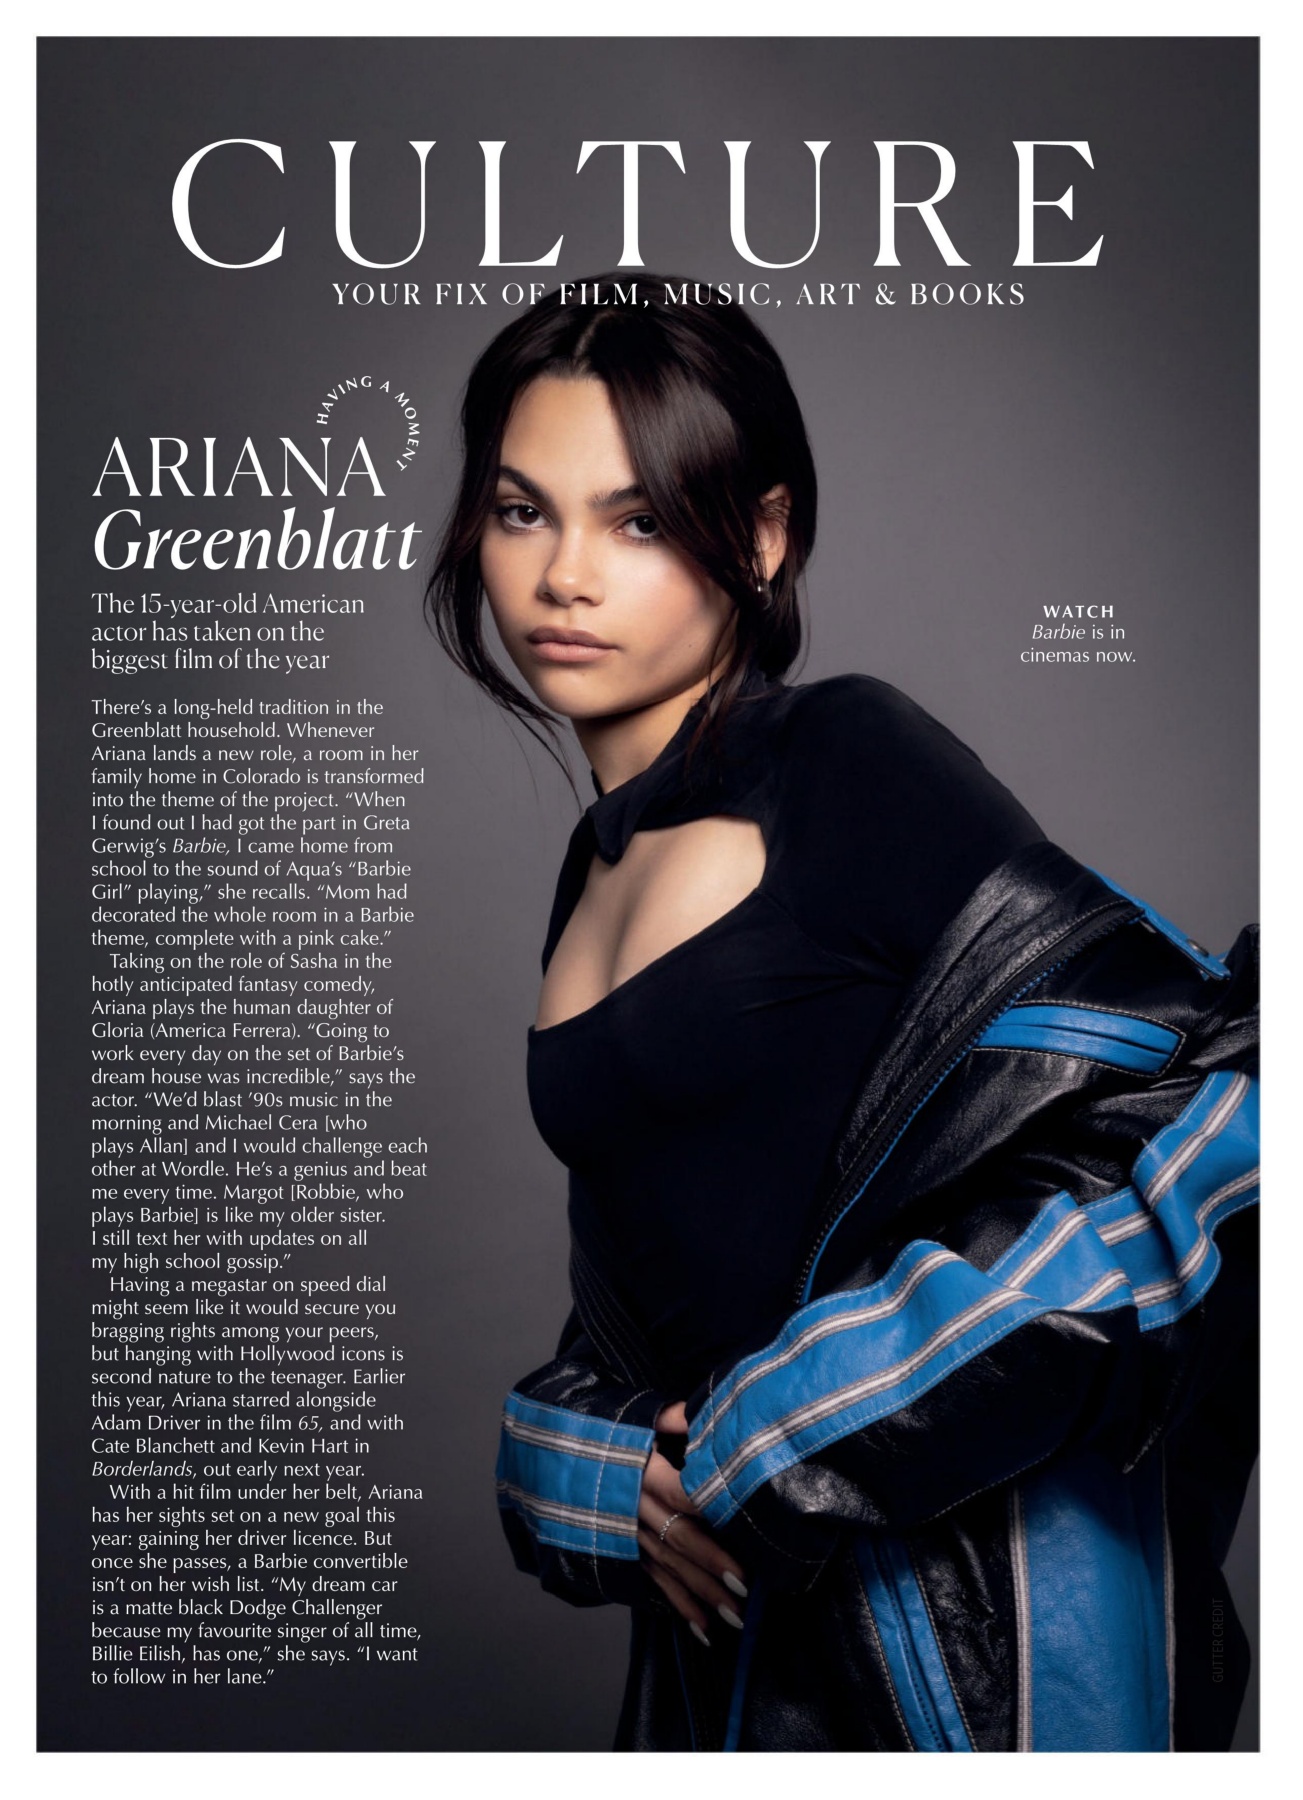 CULTURE
YOUR FIX OF FILM, MUSIC, ART & BOOKS
HAVING A MOMENT
ARIANA
Greenblatt
The 15-year-old American
actor has taken on the
biggest film of the year
There’s a long-held tradition in the
Greenblatt household. Whenever
Ariana lands a new role, a room in her
family home in Colorado is transformed
into the theme of the project. “When
I found out I had got the part in Greta
Gerwig’s Barbie, I came home from
school to the sound of Aqua’s “Barbie
Girl” playing,” she recalls. “Mom had
decorated the whole room in a Barbie
theme, complete with a pink cake.”
Taking on the role of Sasha in the
hotly anticipated fantasy comedy,
Ariana plays the human daughter of
Gloria (America Ferrera). “Going to
work every day on the set of Barbie’s
dream house was incredible,” says the
actor. “We’d blast ’90s music in the
morning and Michael Cera [who
plays Allan] and I would challenge each
other at Wordle. He’s a genius and beat
me every time. Margot [Robbie, who
plays Barbie] is like my older sister.
I still text her with updates on all
my high school gossip.”
Having a megastar on speed dial
might seem like it would secure you
bragging rights among your peers,
but hanging with Hollywood icons is
second nature to the teenager. Earlier
this year, Ariana starred alongside
Adam Driver in the film 65, and with
Cate Blanchett and Kevin Hart in
Borderlands, out early next year.
With a hit film under her belt, Ariana
has her sights set on a new goal this
year: gaining her driver licence. But
once she passes, a Barbie convertible
isn’t on her wish list. “My dream car
is a matte black Dodge Challenger
because my favourite singer of all time,
Billie Eilish, has one,” she says. “I want
to follow in her lane.”
WATCH
Barbie is in
cinemas now.
GUTTER CREDIT